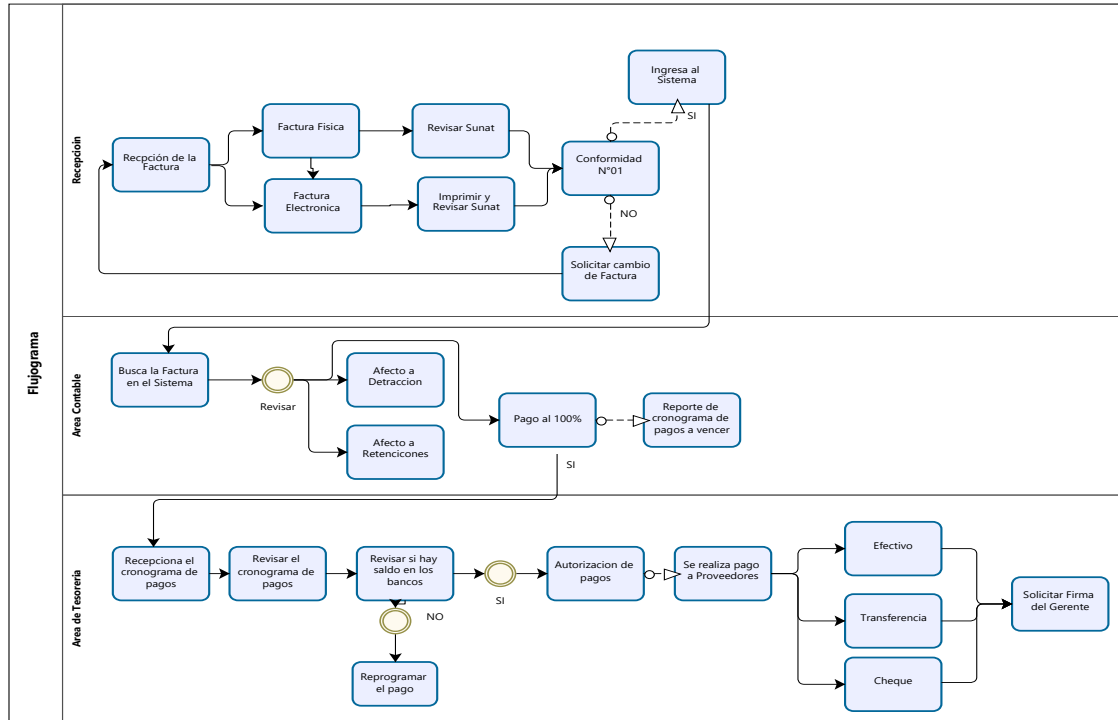 Flujograma
Recepcioin
Recpción de la
Factura
Factura Fisica
Factura
Electronica
Revisar Sunat
Imprimir y
Revisar Sunat
Conformidad
N°01
Ingresa al
Sistema
SI
NO
Solicitar cambio
de Factura
Area Contable
Busca la Factura
en el Sistema
Revisar
Afecto a
Detraccion
Afecto a
Retencicones
Pago al 100%
SI
Reporte de
cronograma de
pagos a vencer
Area de Tesoreria
Recepciona el
cronograma de
pagos
Revisar el
cronograma de
pagos
Revisar si hay
saldo en los
bancos
NO
Reprogramar
el pago
SI
Autorizacion de
pagos
Se realiza pago
a Proveedores
Efectivo
Transferencia
Cheque
Solicitar Firma
del Gerente